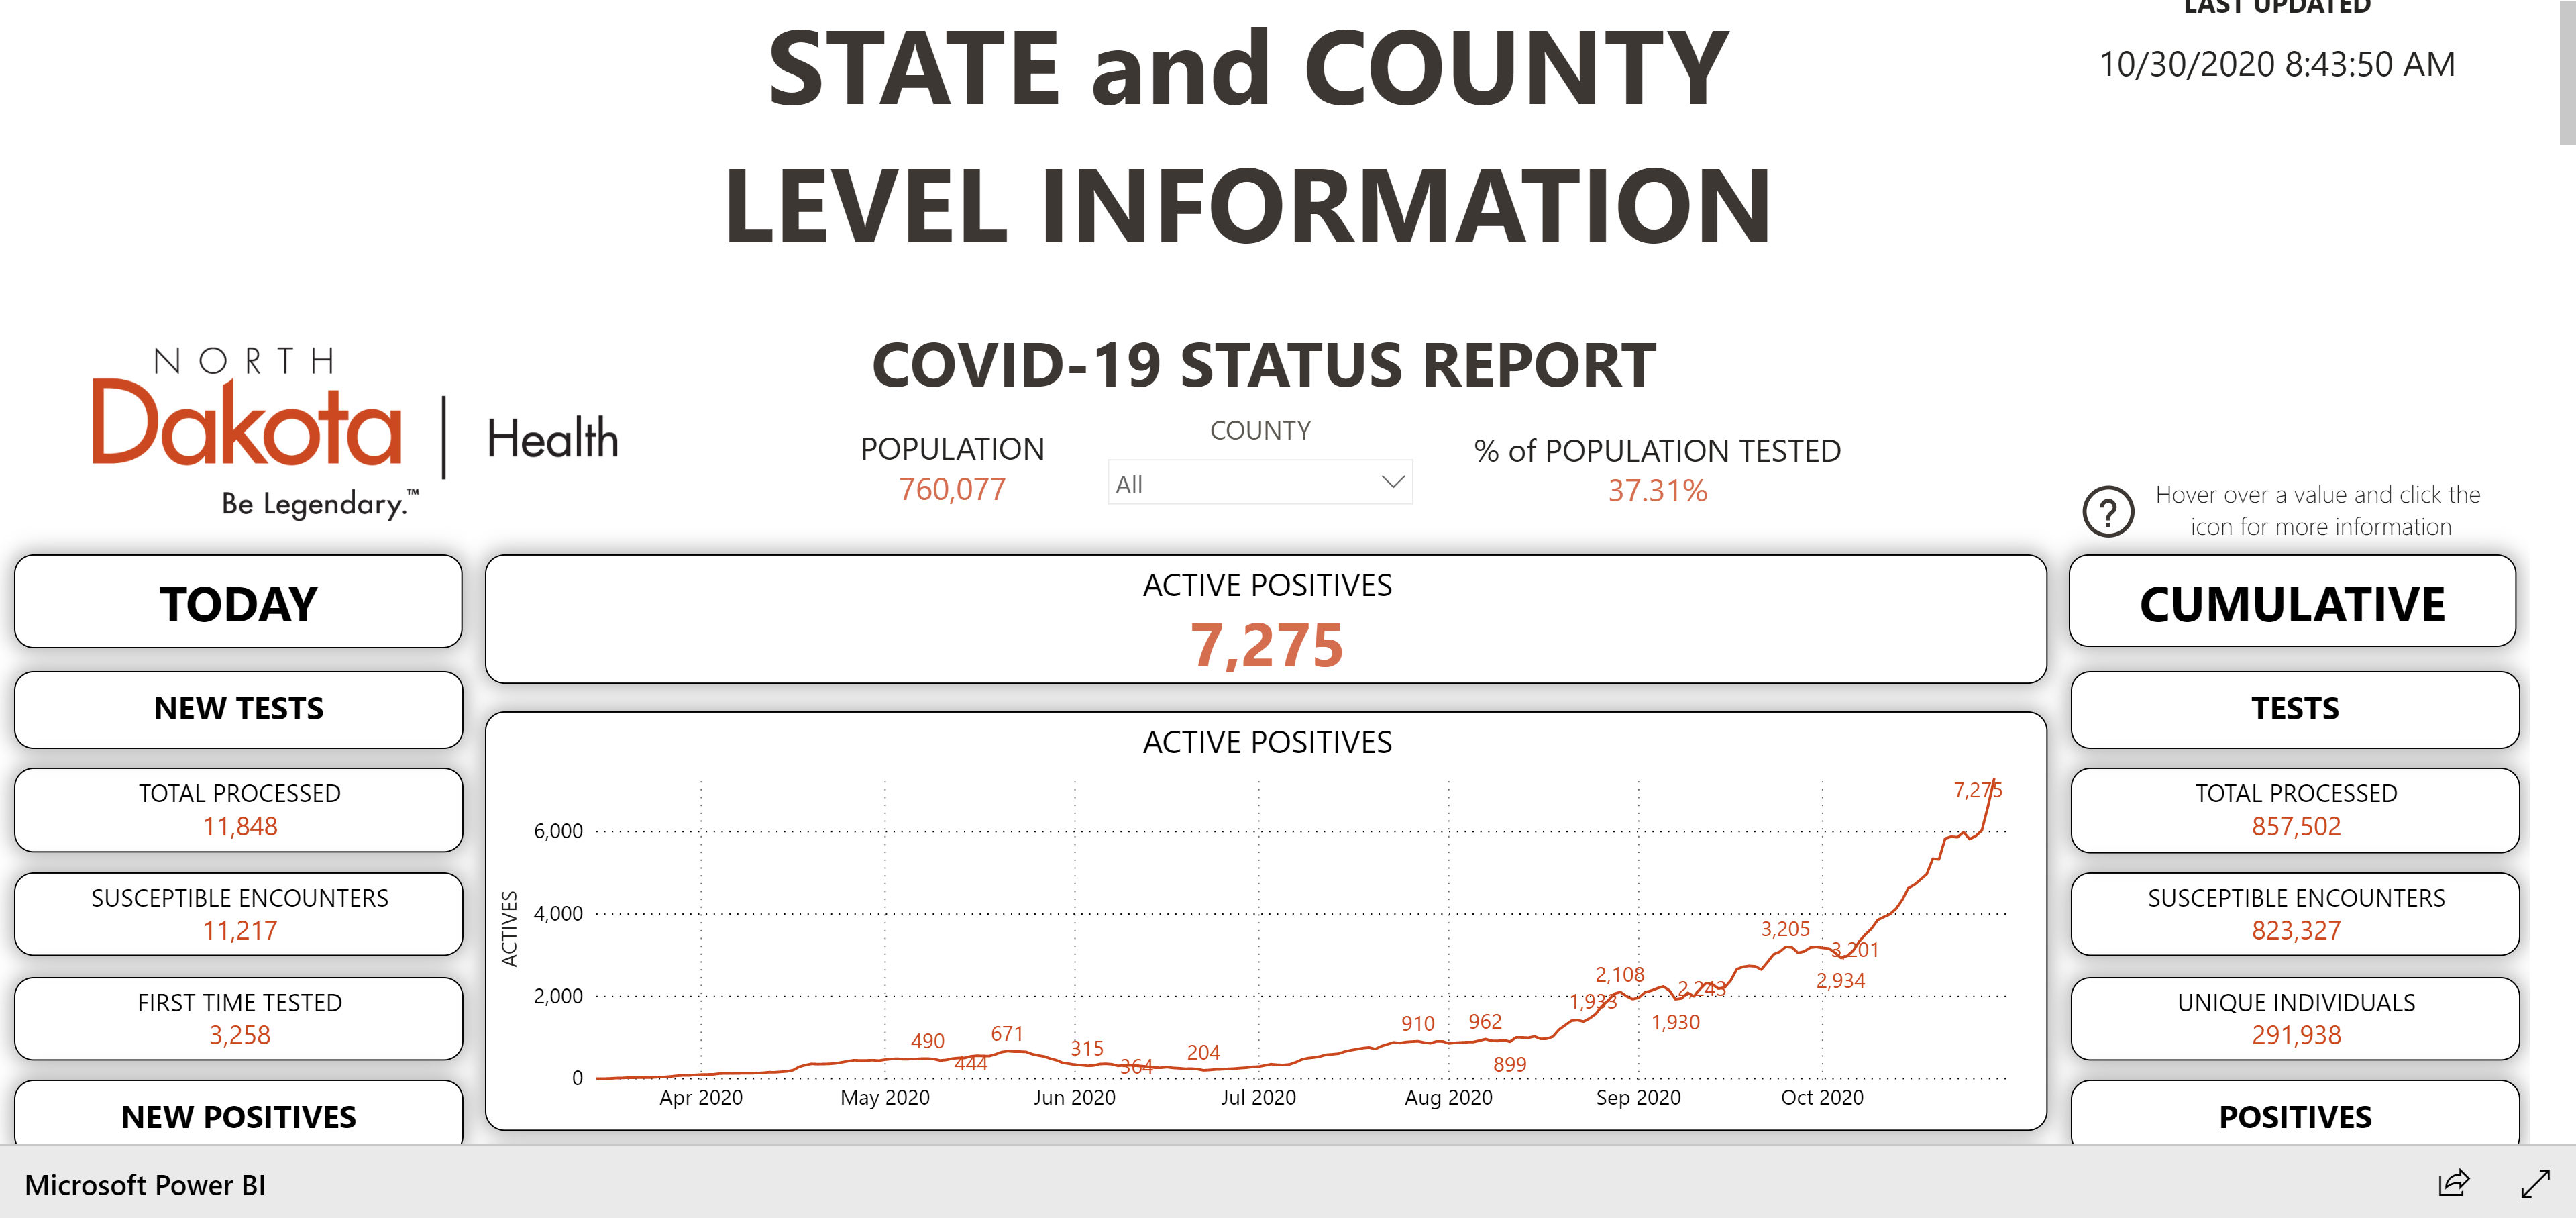 LAST UPDATED
10/30/2020 8:43:50 AM
STATE and COUNTY
LEVEL INFORMATION
NORTH
Dakota
Health
Be Legendary.™
COVID-19 STATUS REPORT
POPULATION
760,077
COUNTY
All
% of POPULATION TESTED
37.31%
?
Hover over a value and click the
icon for more information
TODAY
NEW TESTS
TOTAL PROCESSED
11,848
SUSCEPTIBLE ENCOUNTERS
11,217
FIRST TIME TESTED
3,258
NEW POSITIVES
ACTIVE POSITIVES
7,275
ACTIVE POSITIVES
ACTIVES
6,000
4,000
2,000
0
490
444
671
315
364
204
910
962
899
1,933
2,108
1,930
2,243
3,205
3,201
2,934
7,275
Apr 2020
May 2020
Jun 2020
Jul 2020
Aug 2020
Sep 2020
Oct 2020
CUMULATIVE
TESTS
TOTAL PROCESSED
857,502
SUSCEPTIBLE ENCOUNTERS
823,327
UNIQUE INDIVIDUALS
291,938
POSITIVES
Microsoft Power BI